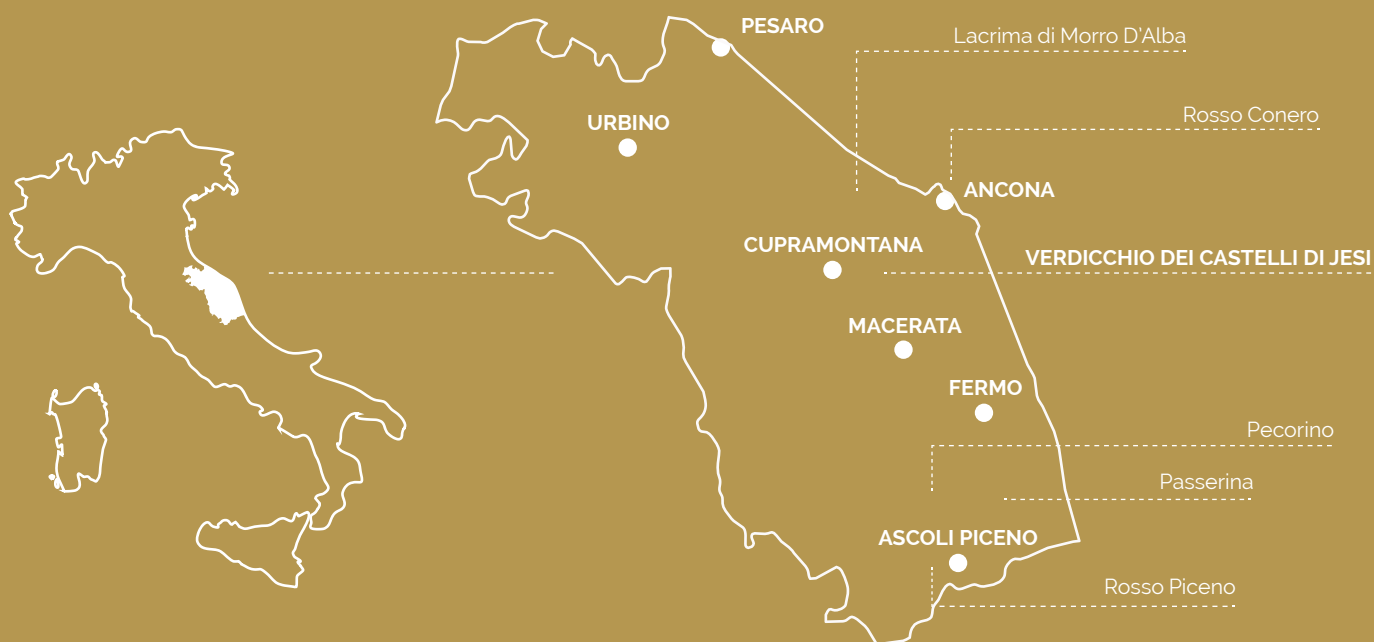 PESARO
Lacrima di Morro D'Alba
Rosso Conero
URBINO
ANCONA
CUPRAMONTANA
VERDICCHIO DEI CASTELLI DI JESI
MACERATA
FERMO
Pecorino
Passerina
ASCOLI PICENO
Rosso Piceno